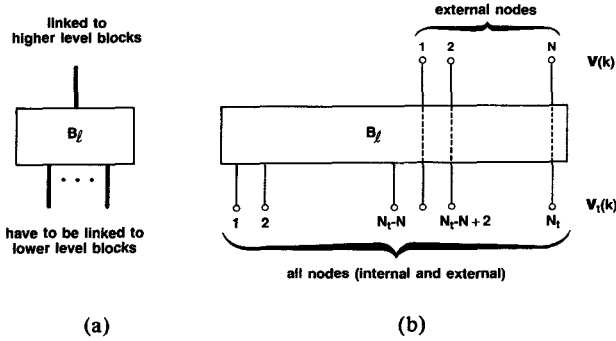 linked to
higher level blocks
Bℓ
• • •
have to be linked to
lower level blocks
(a)
external nodes
1 2 N V(k)
Bℓ
1 2 Nt-N Nt-N+2 Nt Vt(k)
all nodes (internal and external)
(b)